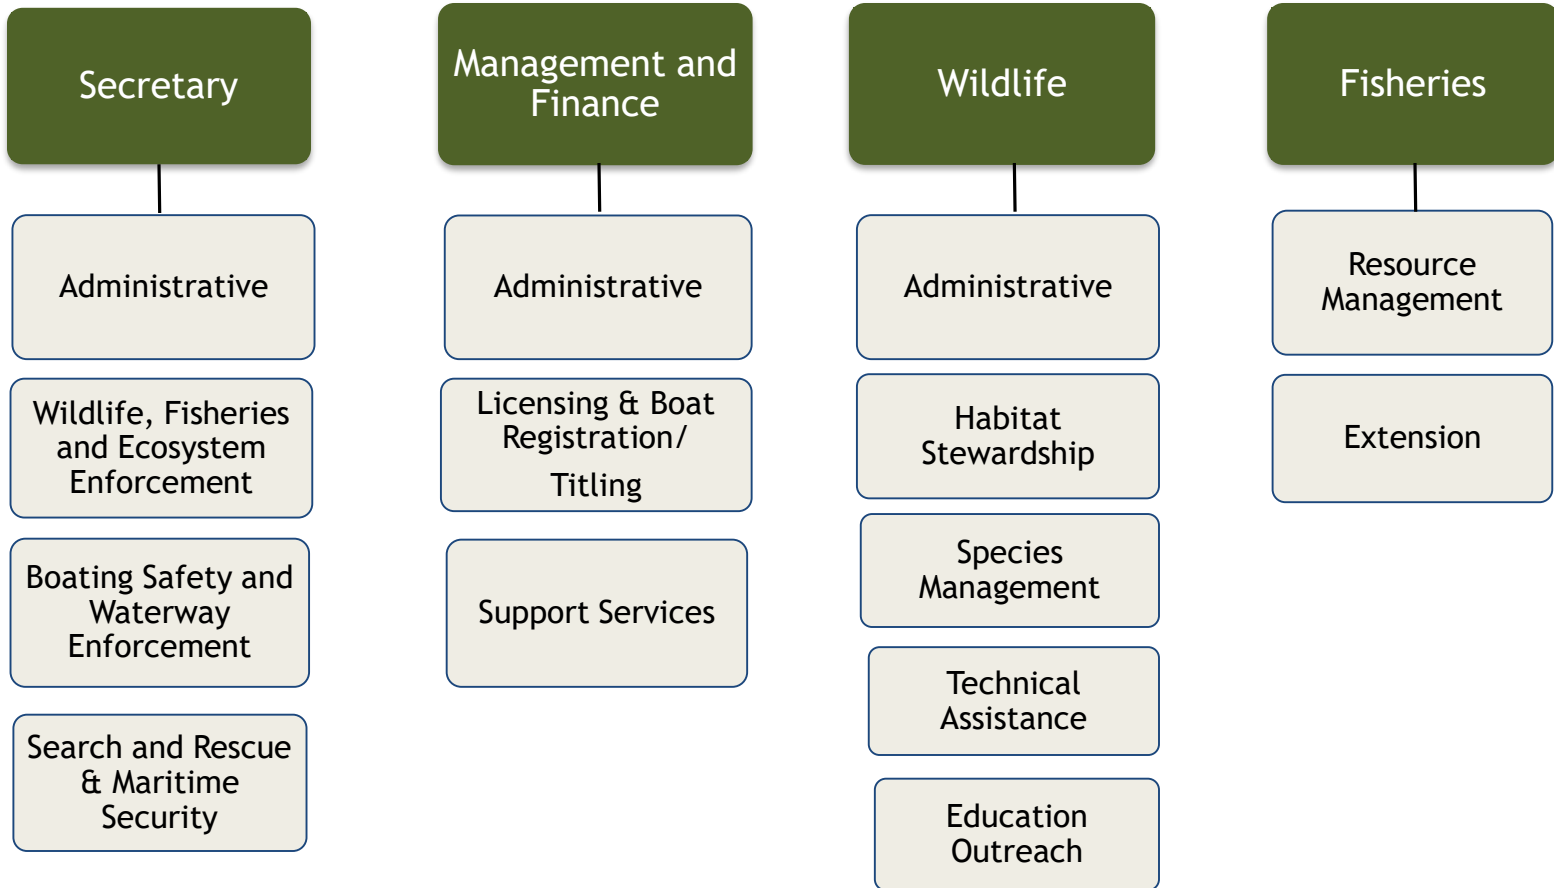 Secretary
Administrative
Wildlife, Fisheries
and Ecosystem
Enforcement
Boating Safety and
Waterway
Enforcement
Search and Rescue
& Maritime
Security
Management and
Finance
Administrative
Licensing & Boat
Registration/
Titling
Support Services
Wildlife
Administrative
Habitat
Stewardship
Species
Management
Technical
Assistance
Education
Outreach
Fisheries
Resource
Management
Extension